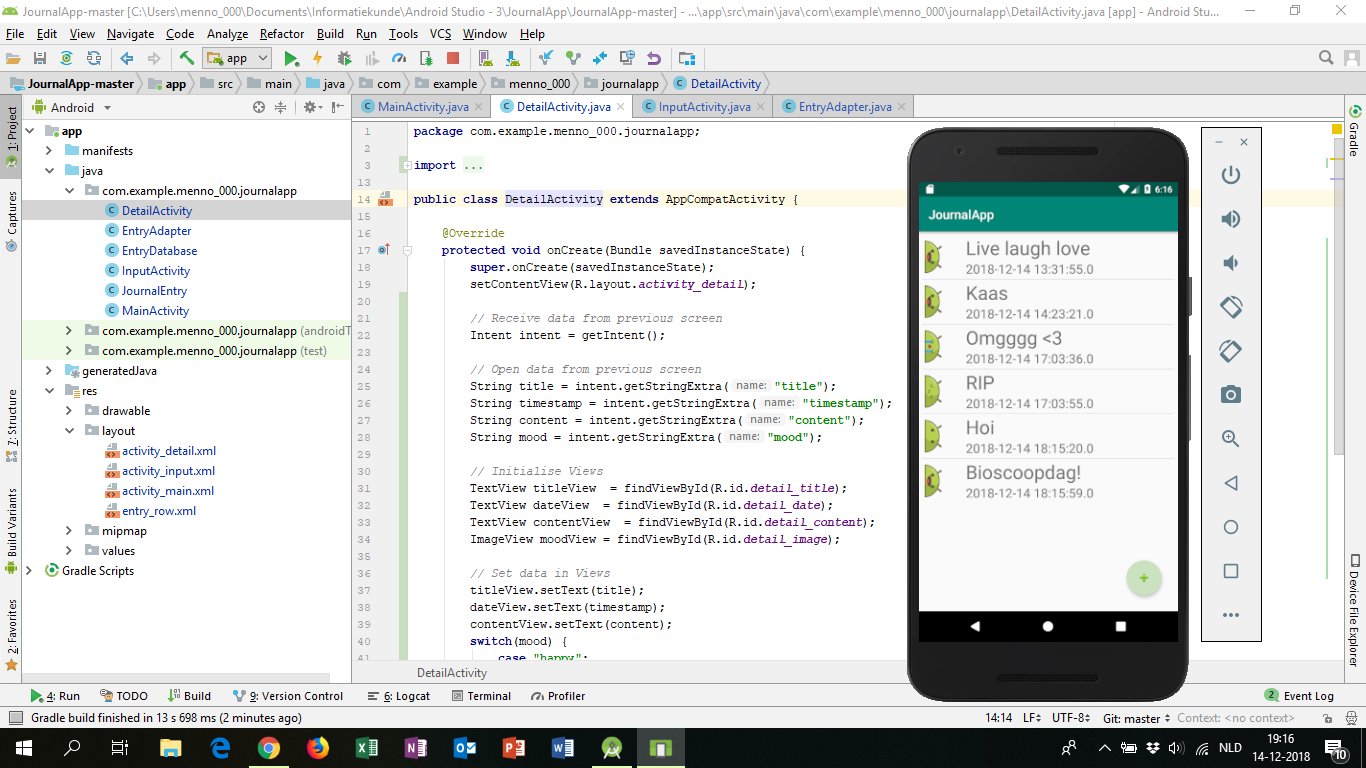 JournalApp-master [C:\Users\menno_000\Documents\Informatiekunde\Android Studio - 3\JournalApp\JournalApp-master] - ...\app\src\main\java\com\example\menno_000\journalapp\DetailActivity.java [app] - Android Stu...
File Edit View Navigate Code Analyze Refactor Build Run Tools VCS Window Help
app
JournalApp-master app src main java com example menno_000 journalapp DetailActivity
Android
MainActivity.java DetailActivity.java InputActivity.java EntryAdapter.java
1: Project
Captures
7: Structure
Build Variants
2: Favorites
app
manifests
java
com.example.menno_000.journalapp
DetailActivity
EntryAdapter
EntryDatabase
InputActivity
JournalEntry
MainActivity
com.example.menno_000.journalapp (androidT
com.example.menno_000.journalapp (test)
generatedJava
res
drawable
layout
activity_detail.xml
activity_input.xml
activity_main.xml
entry_row.xml
mipmap
values
Gradle Scripts
1 package com.example.menno_000.journalapp;
2
3 import ...
13
14 public class DetailActivity extends AppCompatActivity {
15
16 @Override
17 protected void onCreate(Bundle savedInstanceState) {
18 super.onCreate(savedInstanceState);
19 setContentView(R.layout.activity_detail);
20
21 // Receive data from previous screen
22 Intent intent = getIntent();
23
24 // Open data from previous screen
25 String title = intent.getStringExtra( name: "title");
26 String timestamp = intent.getStringExtra( name: "timestamp");
27 String content = intent.getStringExtra( name: "content");
28 String mood = intent.getStringExtra( name: "mood");
29
30 // Initialise Views
31 TextView titleView  = findViewById(R.id.detail_title);
32 TextView dateView  = findViewById(R.id.detail_date);
33 TextView contentView  = findViewById(R.id.detail_content);
34 ImageView moodView = findViewById(R.id.detail_image);
35
36 // Set data in Views
37 titleView.setText(title);
38 dateView.setText(timestamp);
39 contentView.setText(content);
40 switch(mood) {
41 case "happy":
DetailActivity
6:16
JournalApp
Live laugh love
2018-12-14 13:31:55.0
Kaas
2018-12-14 14:23:21.0
Omgggg <3
2018-12-14 17:03:36.0
RIP
2018-12-14 17:03:55.0
Hoi
2018-12-14 18:15:20.0
Bioscoopdag!
2018-12-14 18:15:59.0
+
Gradle
Device File Explorer
4: Run TODO Build 9: Version Control 6: Logcat Terminal Profiler 2 Event Log
Gradle build finished in 13 s 698 ms (2 minutes ago) 14:14 LF UTF-8 Git: master Context: <no context>
NLD 19:16
14-12-2018 10